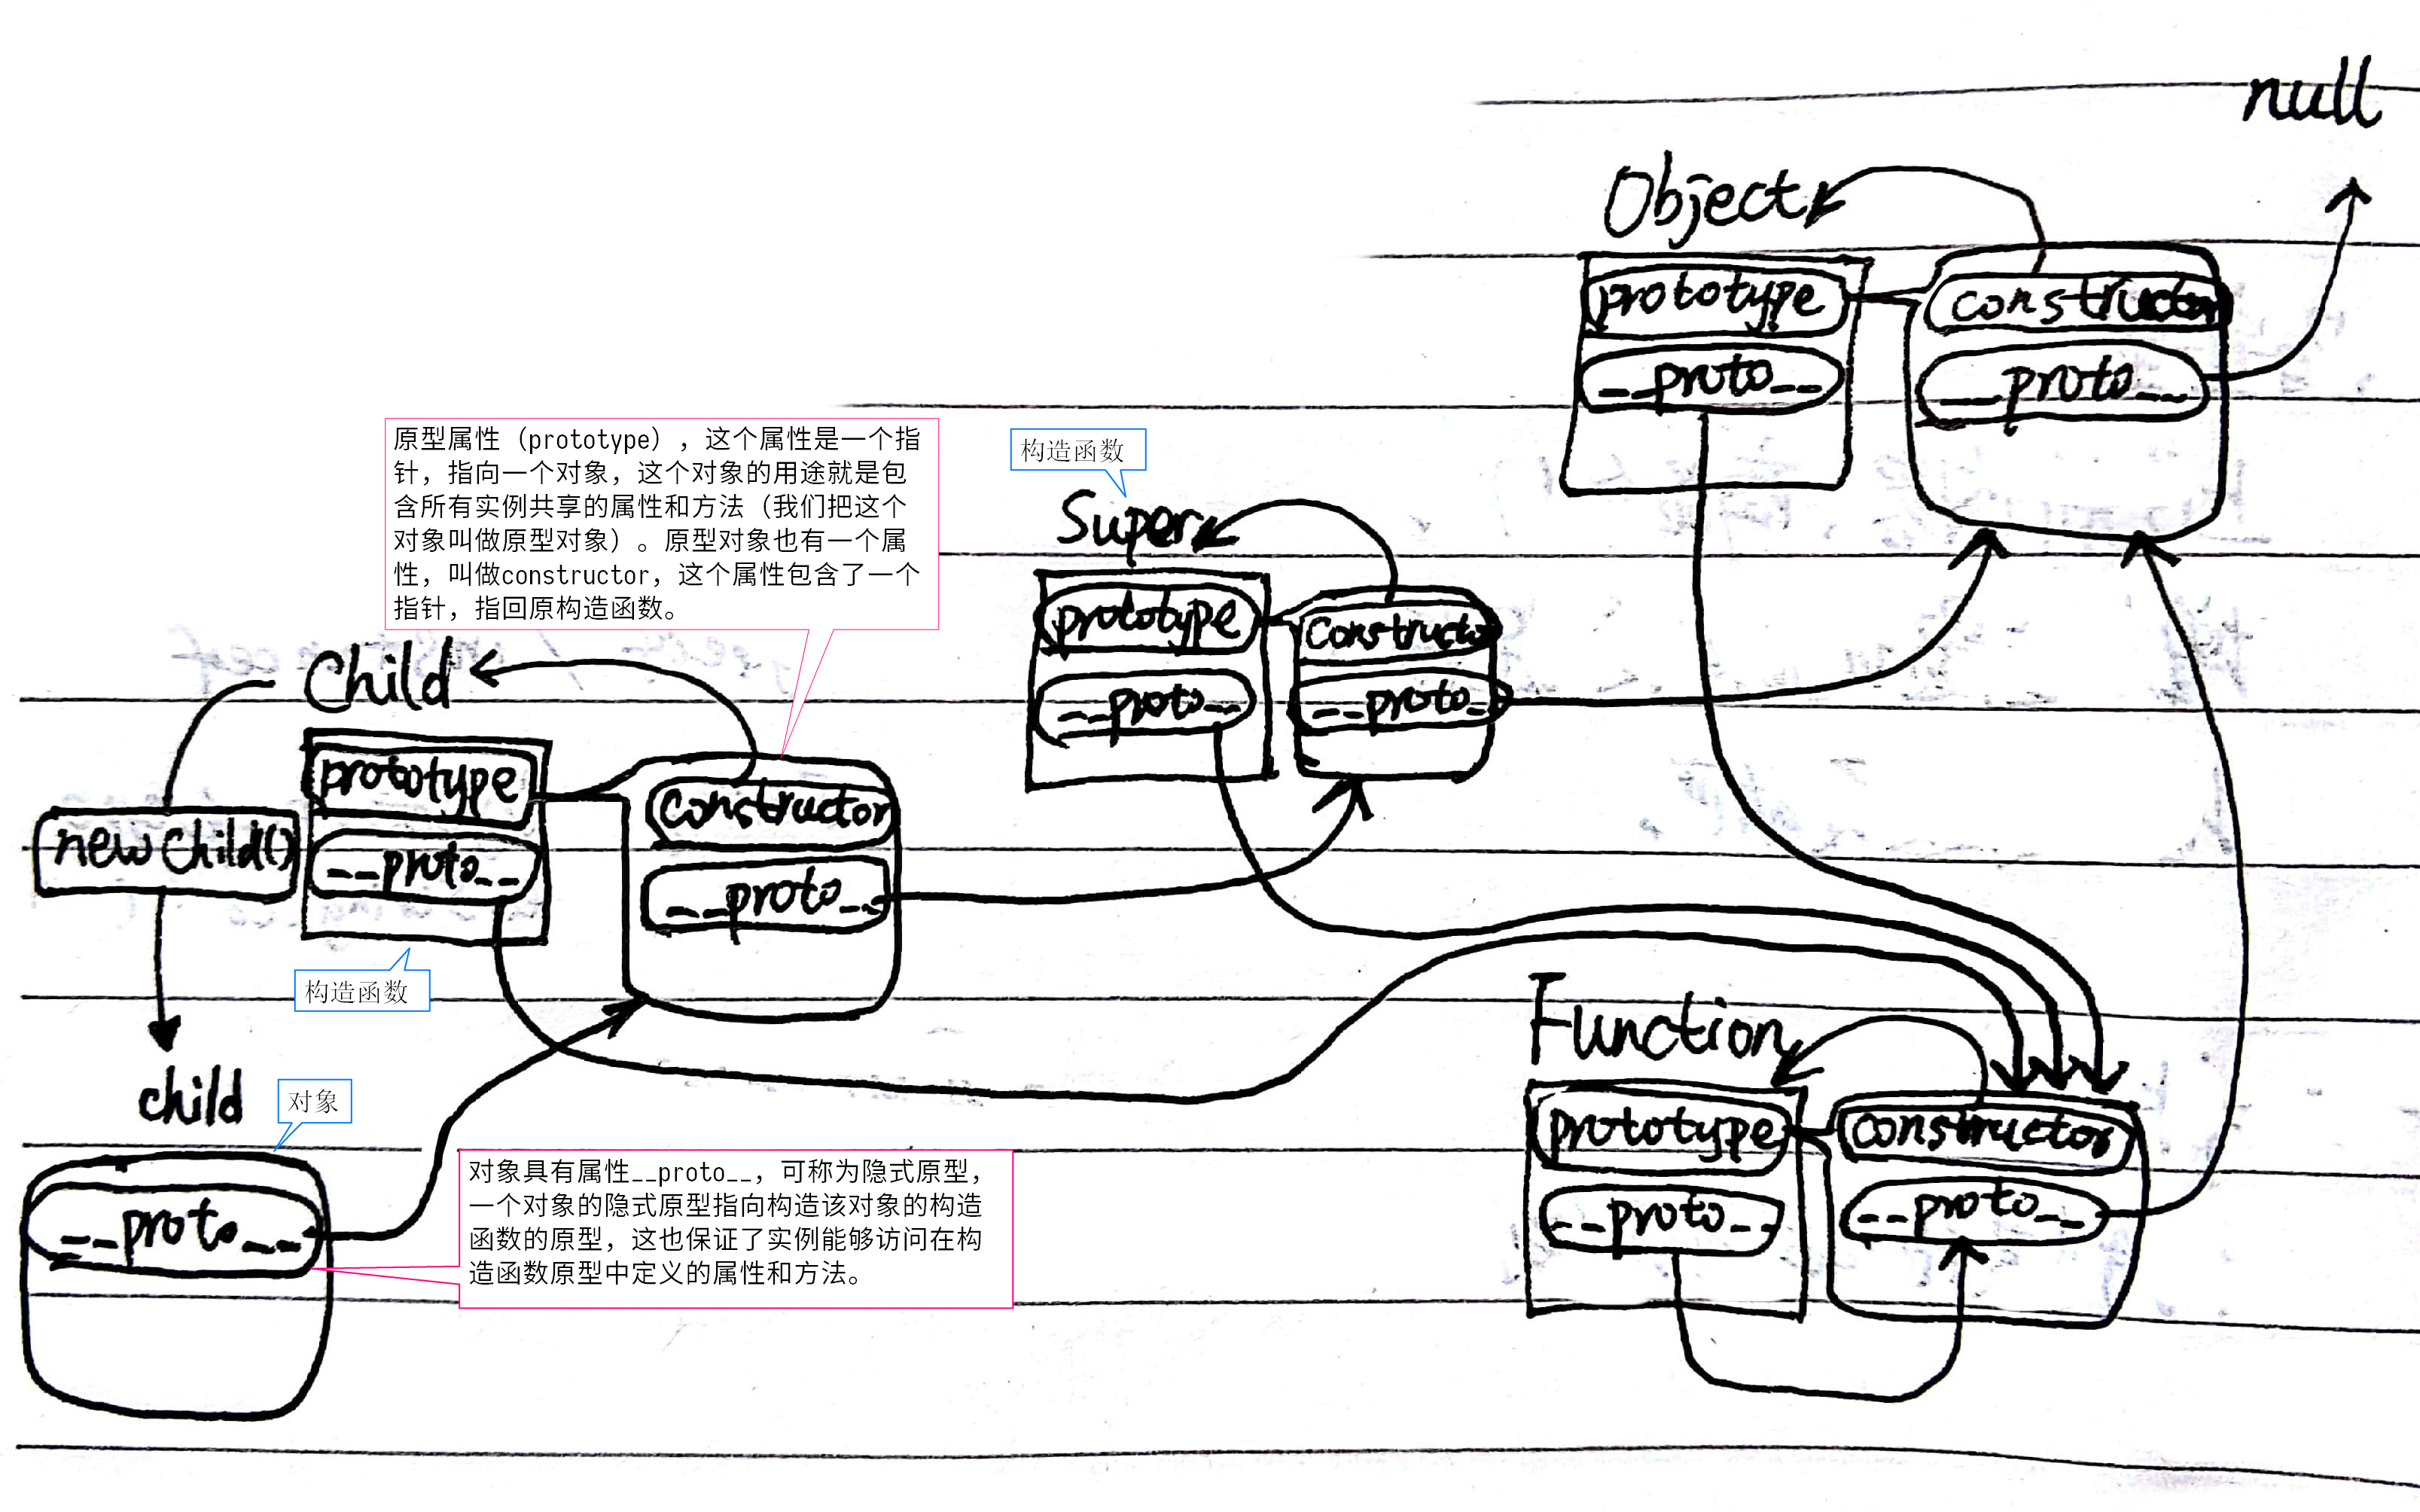 null
Object
prototype
constructor
__proto__
__proto__
原型属性（prototype），这个属性是一个指
针，指向一个对象，这个对象的用途就是包
含所有实例共享的属性和方法（我们把这个
对象叫做原型对象）。原型对象也有一个属
性，叫做constructor，这个属性包含了一个
指针，指回原构造函数。
构造函数
Super
prototype
constructo
__proto__
__proto_
Child
prototype
constructor
new Child()
__proto__
__proto__
构造函数
Function
prototype
constructor
__proto__
__proto__
child
对象
__proto__
对象具有属性__proto__，可称为隐式原型，
一个对象的隐式原型指向构造该对象的构造
函数的原型，这也保证了实例能够访问在构
造函数原型中定义的属性和方法。